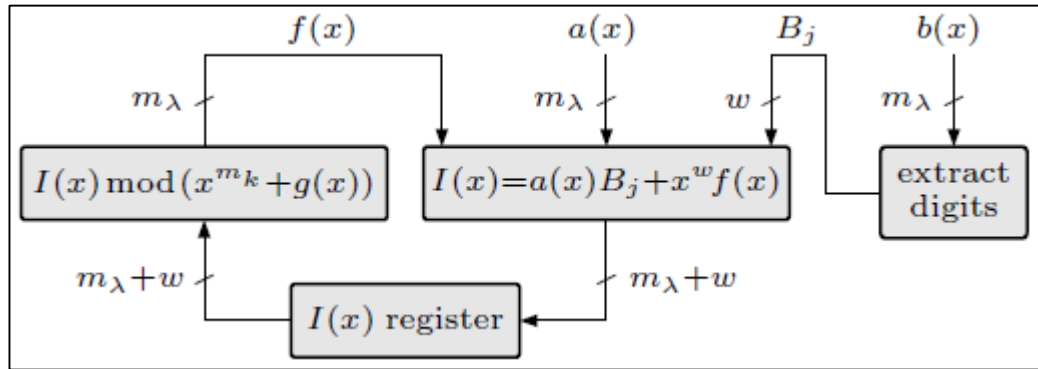 f(x) a(x) B_j b(x)
m_λ m_λ w m_λ
I(x) mod (x^{m_k}+g(x)) I(x)=a(x)B_j+x^w f(x) extract
digits
m_λ+w m_λ+w
I(x) register